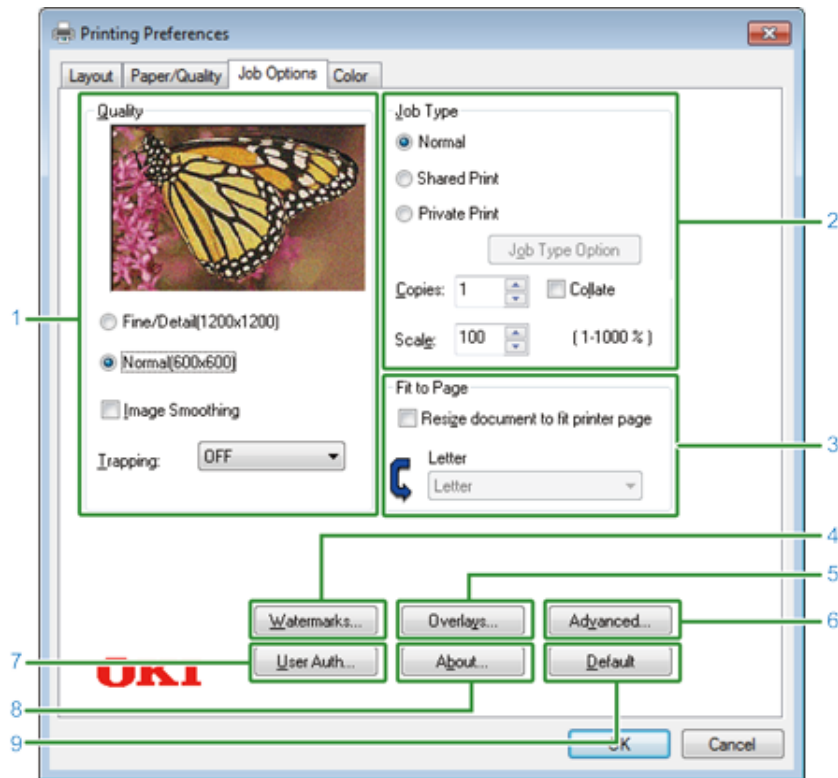 Printing Preferences
Layout Paper/Quality Job Options Color
Quality
Fine/Detail(1200x1200)
Normal(600x600)
Image Smoothing
Trapping: OFF
Job Type
Normal
Shared Print
Private Print
Job Type Option
Copies: 1 Collate
Scale: 100 (1-1000 %)
Fit to Page
Resize document to fit printer page
Letter
Letter
1
2
3
4
5
6
Watermarks... Overlays... Advanced...
7
User Auth... About... Default
OKI
8
9
OK Cancel